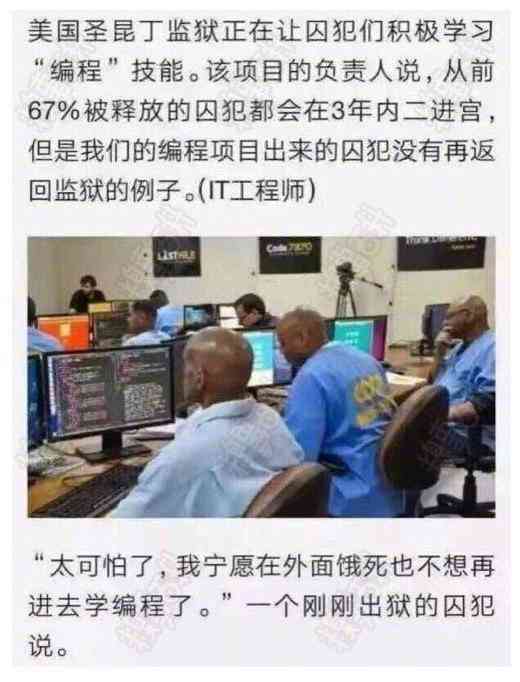 美国圣昆丁监狱正在让囚犯们积极学习
“编程”技能。该项目的负责人说，从前
67%被释放的囚犯都会在3年内二进宫，
但是我们的编程项目出来的囚犯没有再返
回监狱的例子。(IT工程师)
LAST MILE
Code.7370
Think Different.
“太可怕了，我宁愿在外面饿死也不想再
进去学编程了。”一个刚刚出狱的囚犯
说。